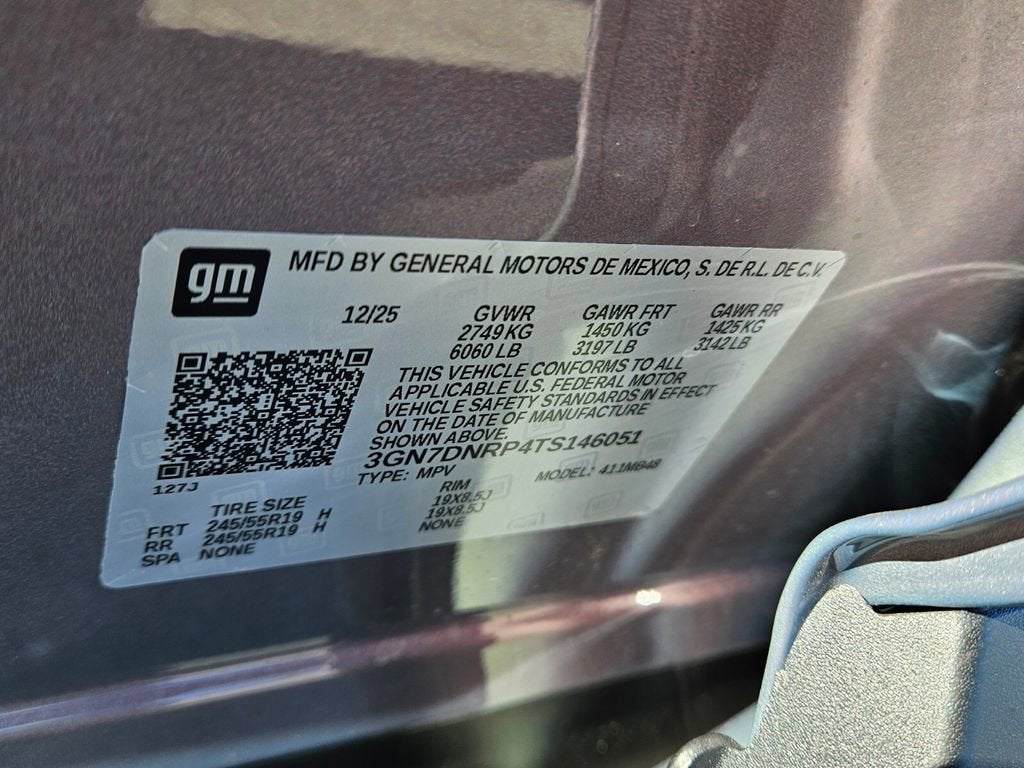 gm
MFD BY GENERAL MOTORS DE MEXICO, S. DE R.L. DE C.V.
12/25 GVWR GAWR FRT GAWR RR
2749 KG 1450 KG 1425 KG
6060 LB 3197 LB 3142 LB
THIS VEHICLE CONFORMS TO ALL
APPLICABLE U.S. FEDERAL MOTOR
VEHICLE SAFETY STANDARDS IN EFFECT
ON THE DATE OF MANUFACTURE
SHOWN ABOVE.
3GN7DNRP4TS146051
TYPE: MPV MODEL: 411MB48
127J
TIRE SIZE RIM
FRT 245/55R19 H 19X8.5J
RR 245/55R19 H 19X8.5J
SPA NONE NONE